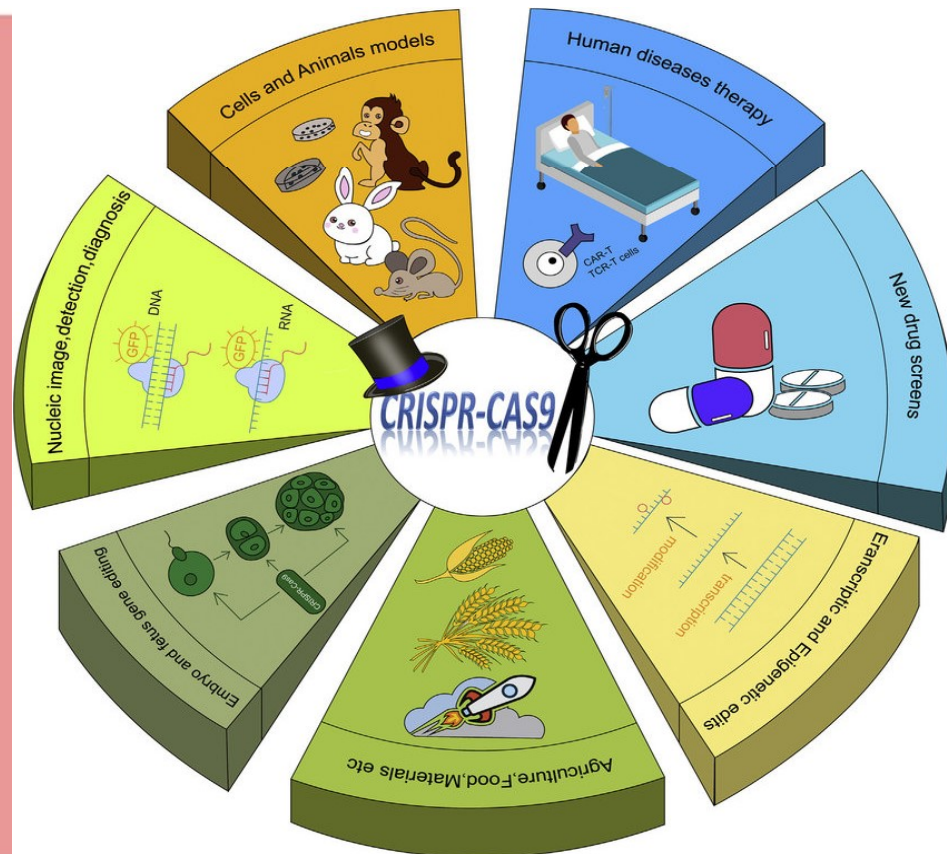 Cells and Animals models
Human diseases therapy
CAR-T
TCR-T cells
New drug screens
Eranscriptic and Epigenetic edits
modification
transcription
Agriculture,Food,Materials etc
Embryo and fetus gene editing
CRISPR-Cas9
Nucleic image,detection,diagnosis
DNA
GFP
RNA
GFP
CRISPR-CAS9